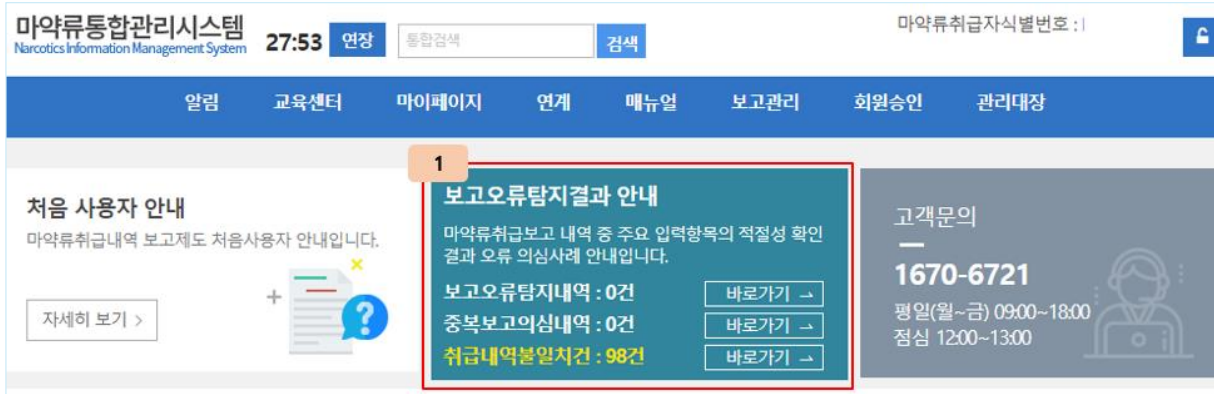 마약류통합관리시스템
Narcotics Information Management System
27:53 연장 통합검색 검색
마약류취급자식별번호 :
알림 교육센터 마이페이지 연계 매뉴얼 보고관리 회원승인 관리대장
1
처음 사용자 안내
마약류취급내역 보고제도 처음사용자 안내입니다.
자세히 보기 >
보고오류탐지결과 안내
마약류취급보고 내역 중 주요 입력항목의 적절성 확인
결과 오류 의심사례 안내입니다.
보고오류탐지내역 : 0건 바로가기 →
중복보고의심내역 : 0건 바로가기 →
취급내역불일치건 : 98건 바로가기 →
고객문의
1670-6721
평일(월~금) 09:00~18:00
점심 12:00~13:00